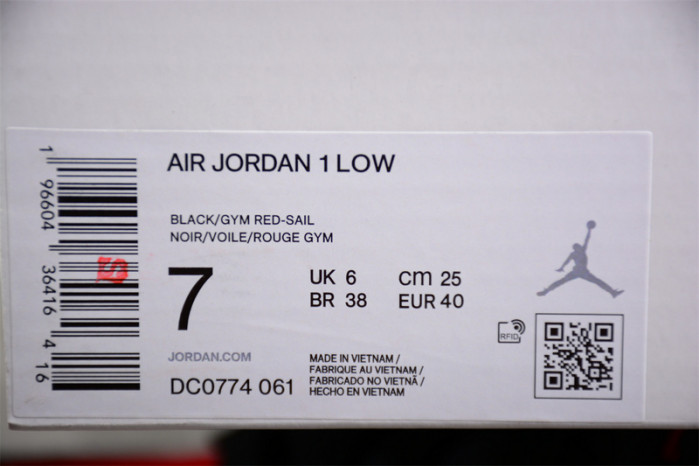 AIR JORDAN 1 LOW
BLACK/GYM RED-SAIL
NOIR/VOILE/ROUGE GYM
7
UK 6
cm 25
BR 38
EUR 40
RFID
JORDAN.COM
DC0774 061
MADE IN VIETNAM /
FABRIQUE AU VIETNAM /
FABRICADO NO VIETNÃ /
HECHO EN VIETNAM
1 96604 36416 4 16